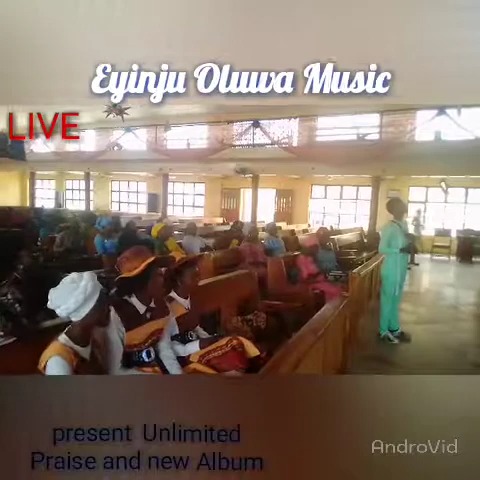 Eyinju Oluwa Music
LIVE
present Unlimited
Praise and new Album
AndroVid